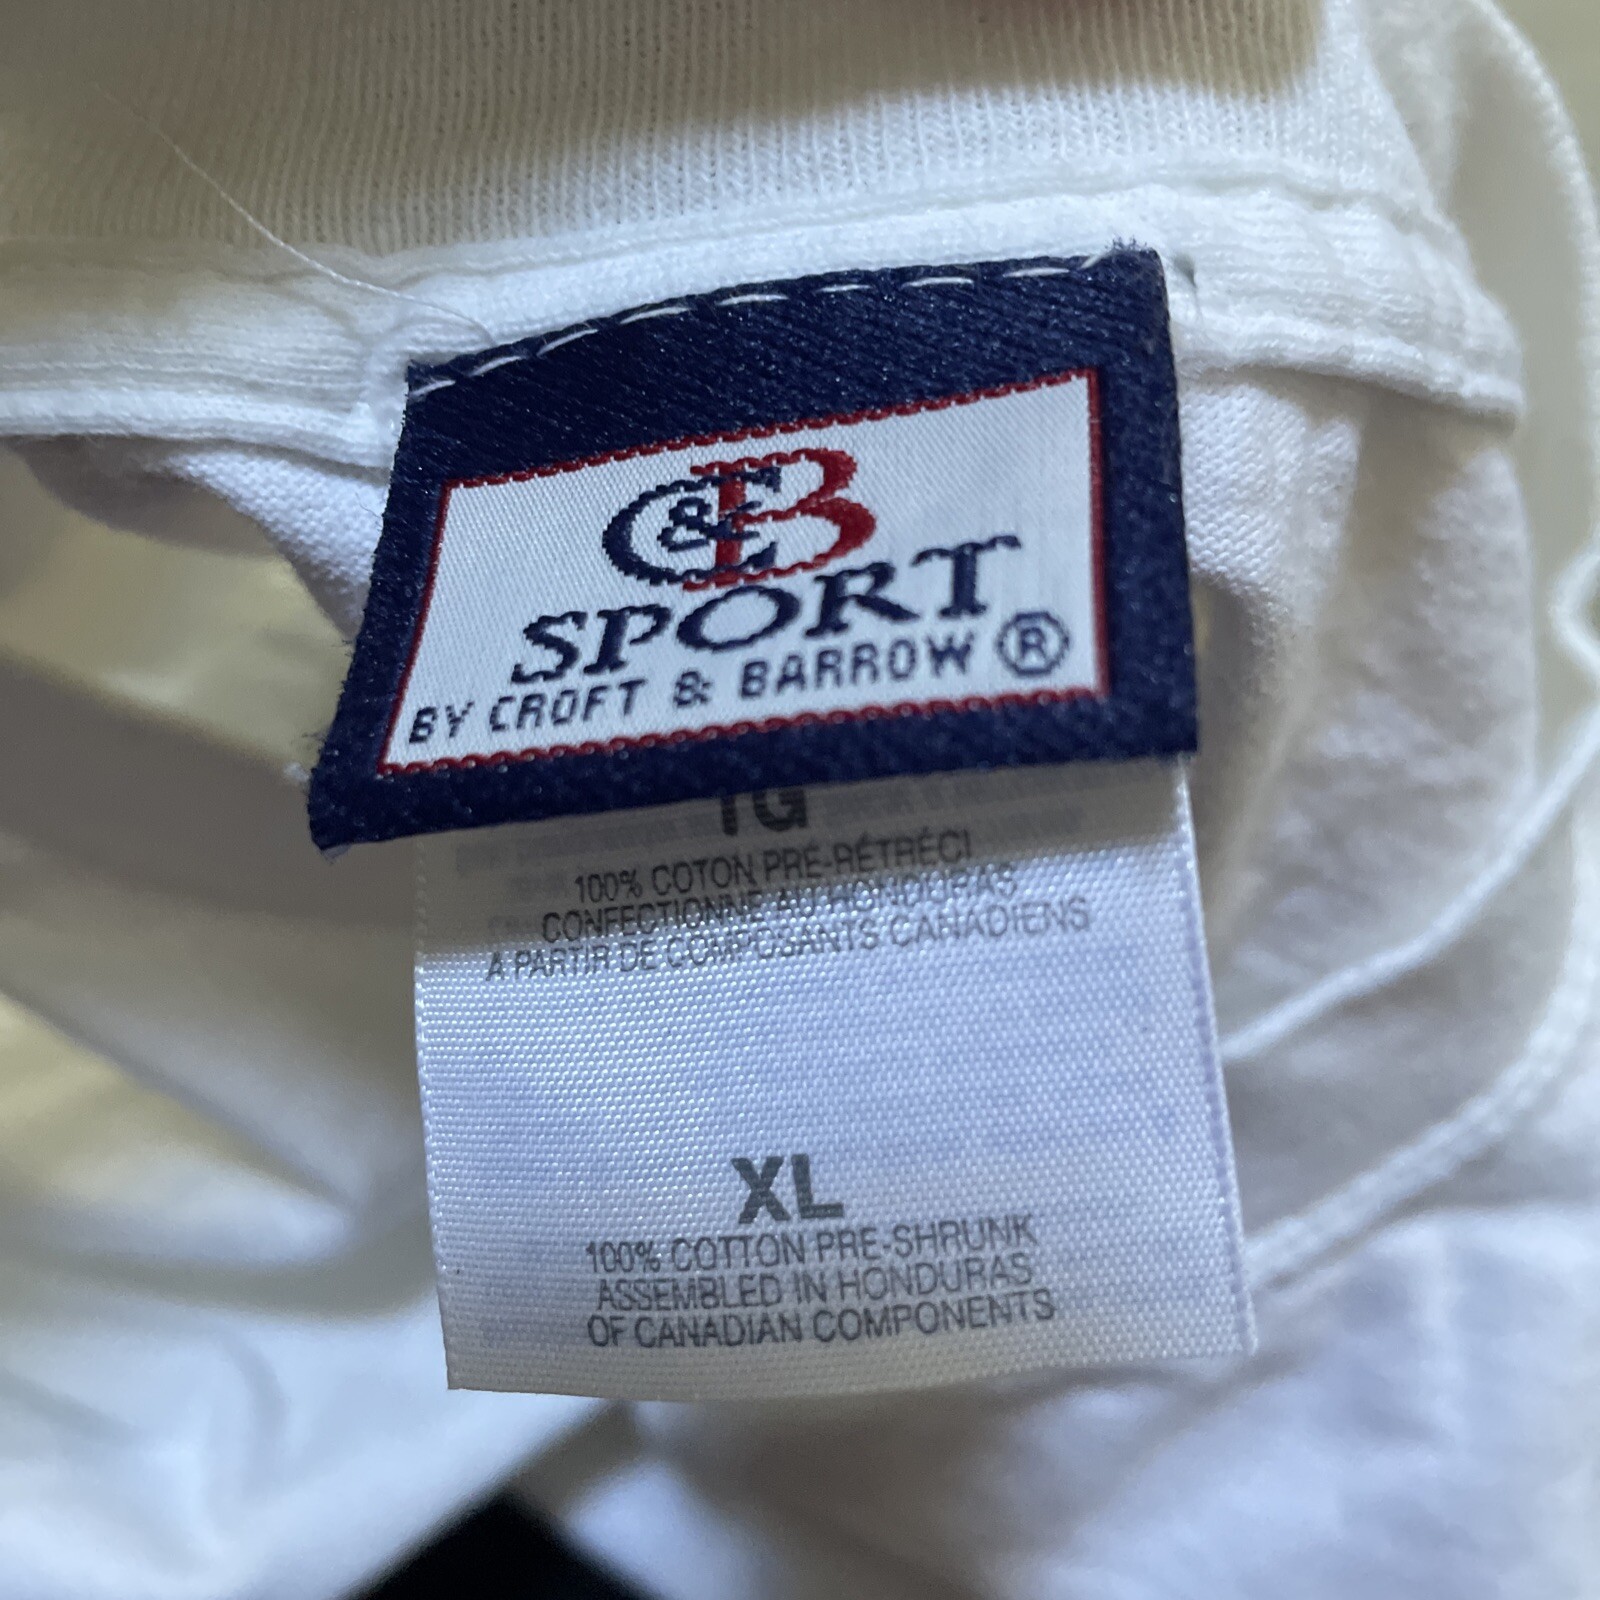 C&B
SPORT
BY CROFT & BARROW ®
TG
100% COTON PRÉ-RÉTRÉCI
CONFECTIONNÉ AU HONDURAS
À PARTIR DE COMPOSANTS CANADIENS
XL
100% COTTON PRE-SHRUNK
ASSEMBLED IN HONDURAS
OF CANADIAN COMPONENTS